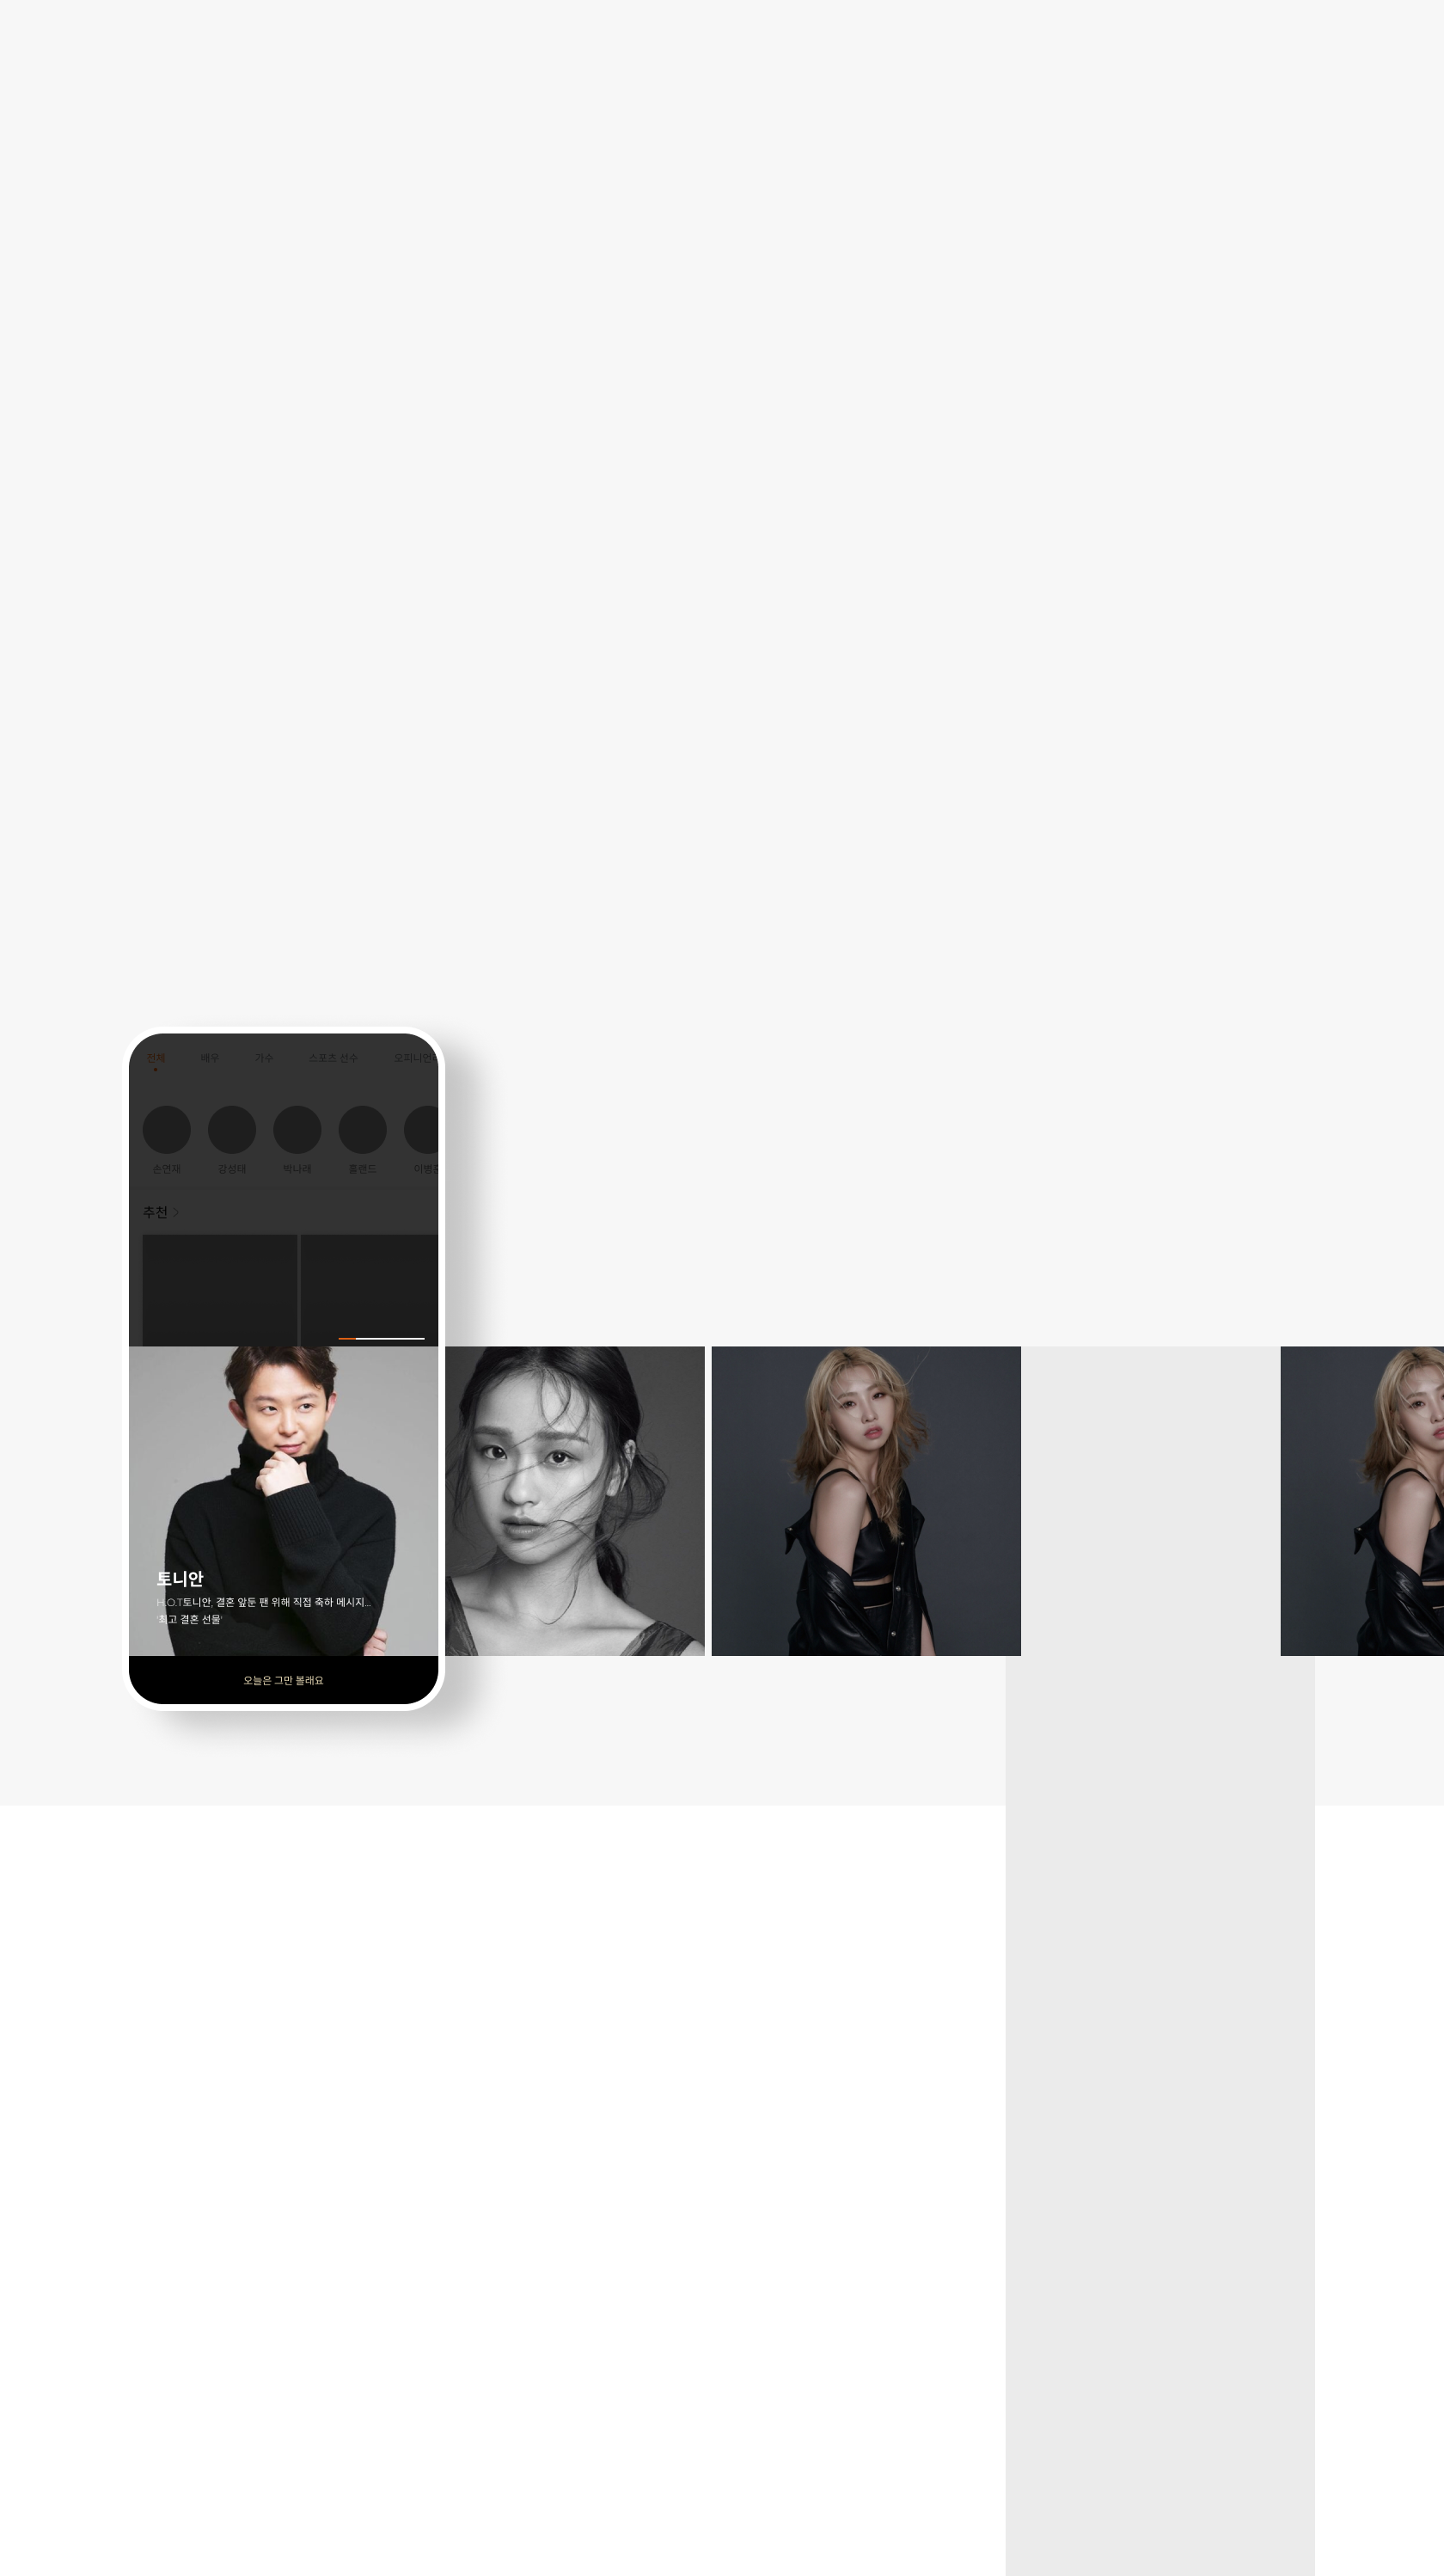 전체 배우 가수 스포츠 선수 오피니언
손연재 강성태 박나래 홀랜드 이병
추천
토니안
H.O.T토니안, 결혼 앞둔 팬 위해 직접 축하 메시지...
'최고 결혼 선물'
오늘은 그만 볼래요